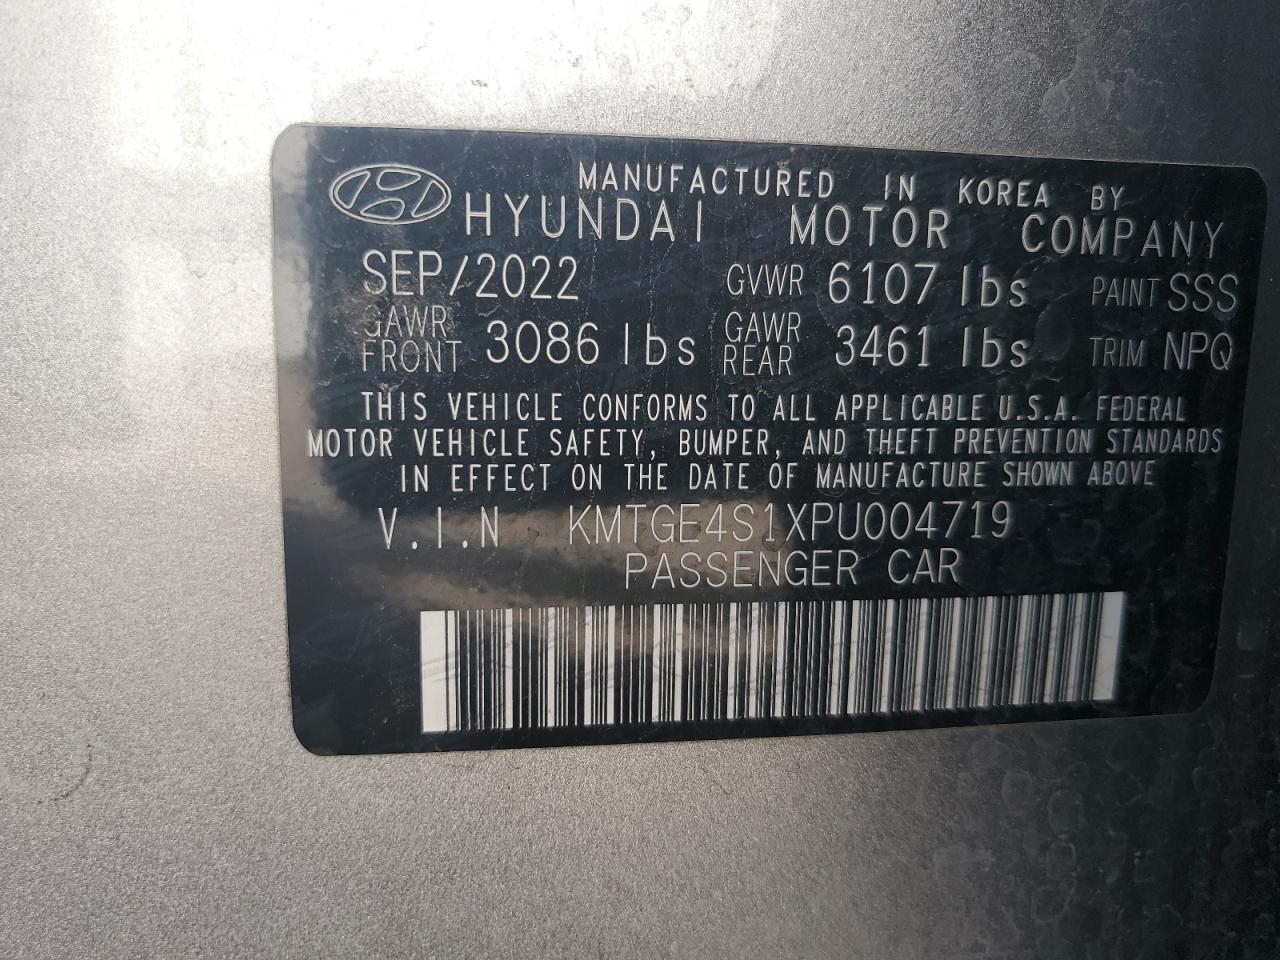 MANUFACTURED IN KOREA BY
HYUNDAI MOTOR COMPANY
SEP/2022 GVWR 6107 lbs PAINT SSS
GAWR FRONT 3086 lbs GAWR REAR 3461 lbs TRIM NPQ
THIS VEHICLE CONFORMS TO ALL APPLICABLE U.S.A. FEDERAL
MOTOR VEHICLE SAFETY, BUMPER, AND THEFT PREVENTION STANDARDS
IN EFFECT ON THE DATE OF MANUFACTURE SHOWN ABOVE
V.I.N KMTGE4S1XPU004719
PASSENGER CAR